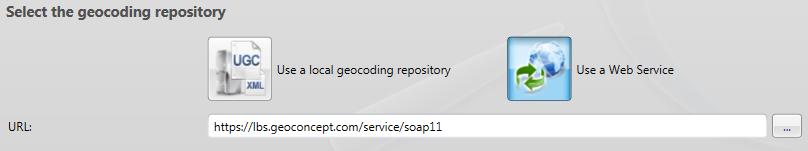 Select the geocoding repository
UGC
XML
Use a local geocoding repository
Use a Web Service
URL:
https://lbs.geoconcept.com/service/soap11
...